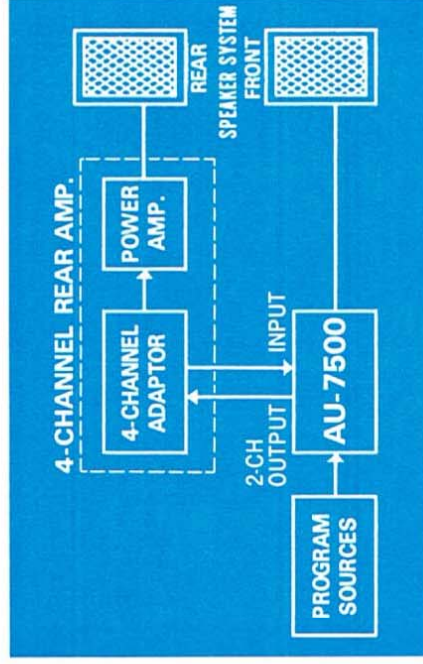 4-CHANNEL REAR AMP.
4-CHANNEL
ADAPTOR
POWER
AMP.
REAR
SPEAKER SYSTEM
FRONT
2-CH
OUTPUT
INPUT
PROGRAM
SOURCES
AU-7500